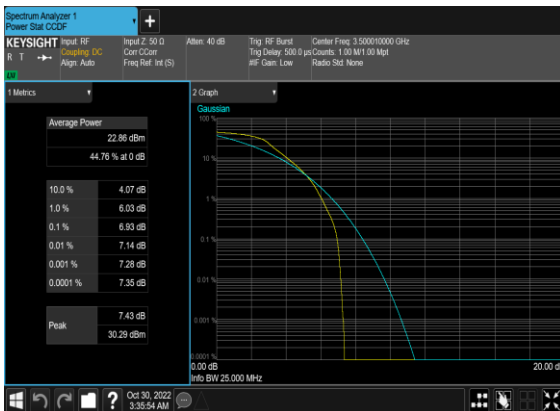 Spectrum Analyzer 1
Power Stat CCDF
KEYSIGHT
R T
LV
Input: RF
Coupling: DC
Align: Auto
Input Z: 50 Ω
Corr CCorr
Freq Ref: Int (S)
Atten: 40 dB
Trig: RF Burst
Trig Delay: 500.0 µs
#IF Gain: Low
Center Freq: 3.500010000 GHz
Counts: 1.00 M/1.00 Mpt
Radio Std: None
1 Metrics
Average Power
22.86 dBm
44.76 % at 0 dB
10.0 % 4.07 dB
1.0 % 6.03 dB
0.1 % 6.93 dB
0.01 % 7.14 dB
0.001 % 7.28 dB
0.0001 % 7.35 dB
Peak
7.43 dB
30.29 dBm
2 Graph
Gaussian
100 %
10 %
1 %
0.1 %
0.01 %
0.001 %
0.0001 %
0.00 dB
20.00 d
Info BW 25.000 MHz
?
Oct 30, 2022
3:35:54 AM